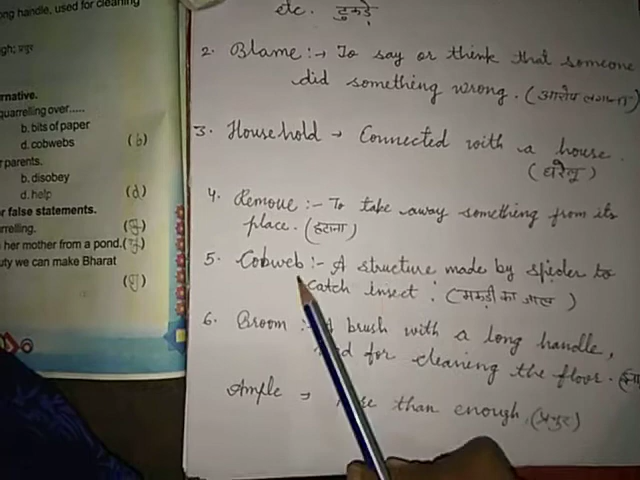 ong handle, used for cleaning
gh; प्रचुर
rnative.
quarrelling over.....
b. bits of paper
d. cobwebs (b)
r parents.
b. disobey
d. help (d)
r false statements.
rrelling.
her mother from a pond.
uty we can make Bharat
etc. टुकड़े
2. Blame :→ To say or think that someone
did something wrong. (आरोप लगाना)
3. Household → Connected with a house.
(घरेलू)
4. Remove :- To take away something from its
place. (हटाना)
5. Cobweb :- A structure made by spider to
catch insect. (मकड़ी का जाल)
6. Broom :- A brush with a long handle,
for cleaning the floor.
Ample → than enough. (प्रचुर)